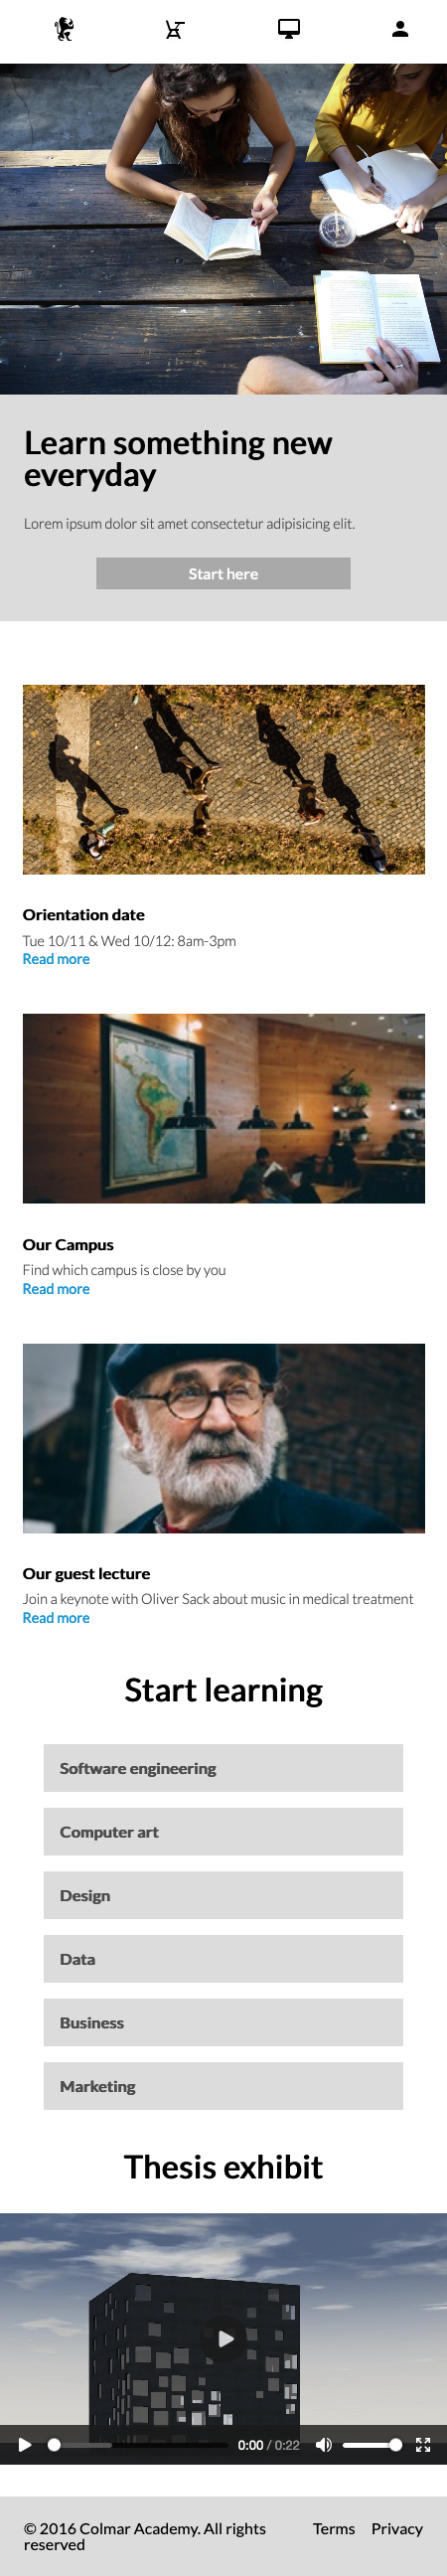 Learn something new
everyday
Lorem ipsum dolor sit amet consectetur adipisicing elit.
Start here
Orientation date
Tue 10/11 & Wed 10/12: 8am-3pm
Read more
Our Campus
Find which campus is close by you
Read more
Our guest lecture
Join a keynote with Oliver Sack about music in medical treatment
Read more
Start learning
Software engineering
Computer art
Design
Data
Business
Marketing
Thesis exhibit
0:00 / 0:22
© 2016 Colmar Academy. All rights
reserved
Terms Privacy